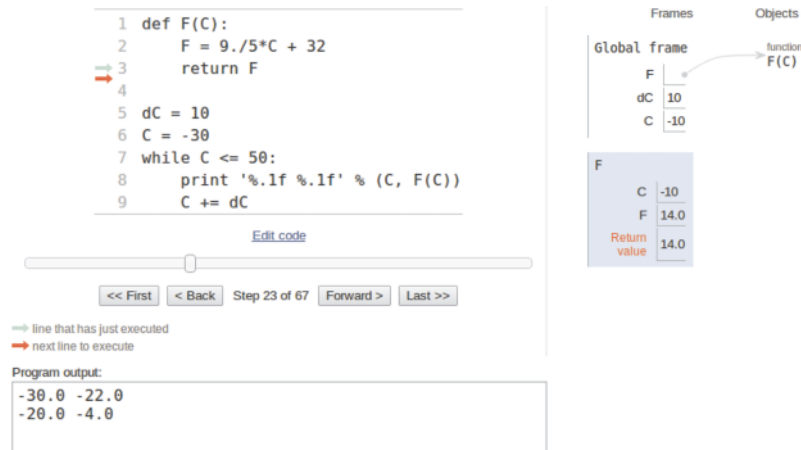 1 def F(C):
2     F = 9./5*C + 32
3     return F
4
5 dC = 10
6 C = -30
7 while C <= 50:
8     print '%.1f %.1f' % (C, F(C))
9     C += dC
Edit code
<< First < Back Step 23 of 67 Forward > Last >>
line that has just executed
next line to execute
Program output:
-30.0 -22.0
-20.0 -4.0
Frames Objects
Global frame
F
dC 10
C -10
function
F(C)
F
C -10
F 14.0
Return
value 14.0